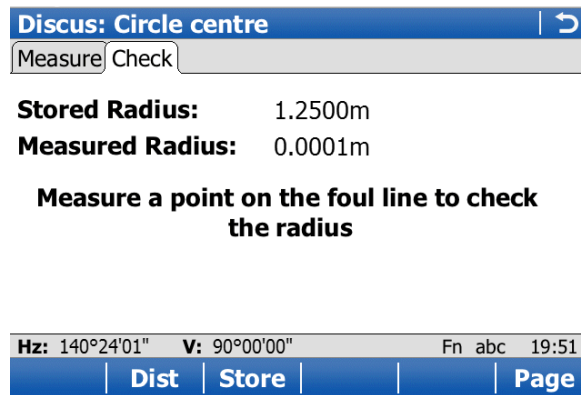 Discus: Circle centre
Measure Check
Stored Radius: 1.2500m
Measured Radius: 0.0001m
Measure a point on the foul line to check
the radius
Hz: 140°24'01" V: 90°00'00" Fn abc 19:51
Dist Store Page